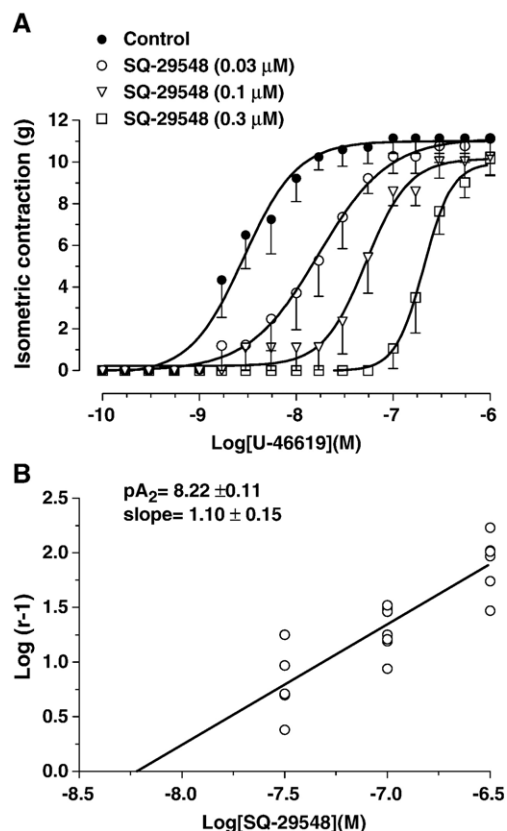 A
Control
SQ-29548 (0.03 μM)
SQ-29548 (0.1 μM)
SQ-29548 (0.3 μM)
Isometric contraction (g)
12
10
8
6
4
2
0
-10 -9 -8 -7 -6
Log[U-46619](M)
B
pA2= 8.22 ±0.11
slope= 1.10 ± 0.15
Log (r-1)
2.5
2.0
1.5
1.0
0.5
0.0
-8.5 -8.0 -7.5 -7.0 -6.5
Log[SQ-29548](M)